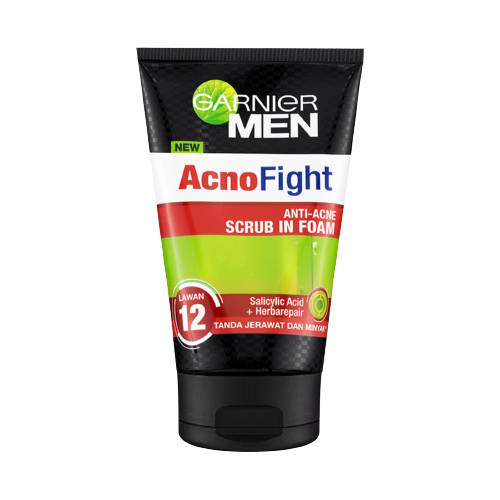 GARNIER
MEN
NEW
AcnoFight
ANTI-ACNE
SCRUB IN FOAM
LAWAN
12
Salicylic Acid
+ Herbarepair
TANDA JERAWAT DAN MINYAK